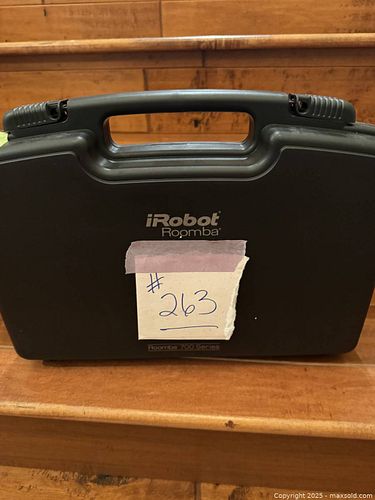 iRobot
Roomba
# 263
Roomba 700 Series
Copyright 2025 - maxsold.com